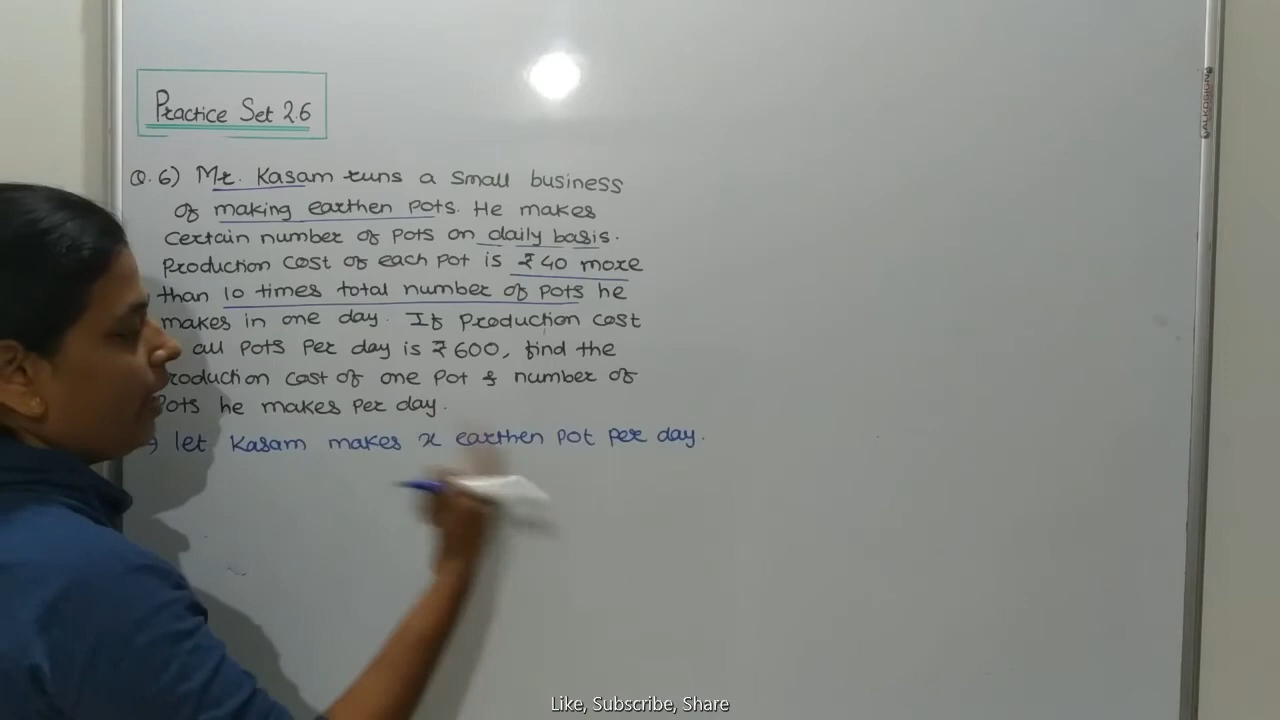 Practice Set 2.6
Q. 6) Mr. Kasam runs a small business
of making earthen pots. He makes
certain number of pots on daily basis.
Production cost of each pot is ₹40 more
than 10 times total number of pots he
makes in one day. If production cost
all pots per day is ₹600, find the
roduction cost of one pot & number of
Pots he makes per day.
let Kasam makes x earthen pot per day.
ALKOSIGN
Like, Subscribe, Share